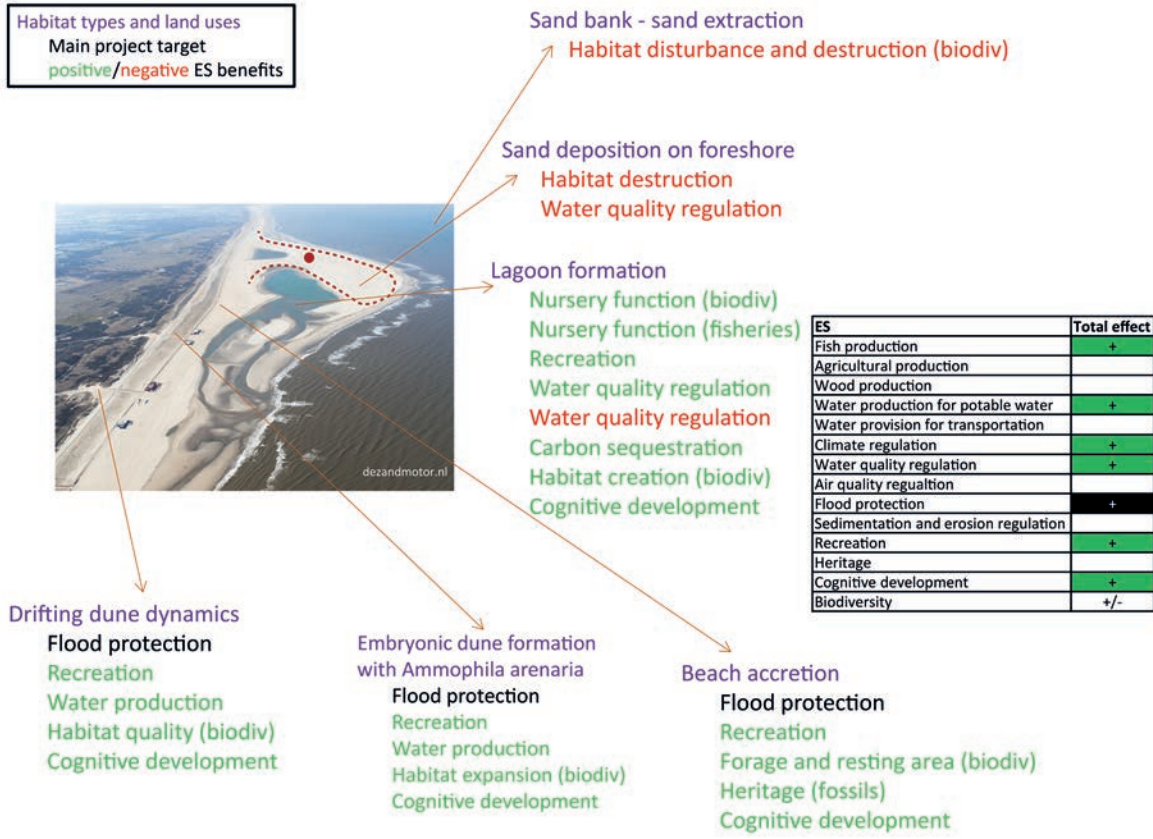 Habitat types and land uses
Main project target
positive/negative ES benefits
Sand bank - sand extraction
Habitat disturbance and destruction (biodiv)
Sand deposition on foreshore
Habitat destruction
Water quality regulation
Lagoon formation
Nursery function (biodiv)
Nursery function (fisheries)
Recreation
Water quality regulation
Water quality regulation
Carbon sequestration
Habitat creation (biodiv)
Cognitive development
dezandmotor.nl
ES Total effect
Fish production +
Agricultural production
Wood production
Water production for potable water +
Water provision for transportation
Climate regulation +
Water quality regulation +
Air quality regualtion
Flood protection +
Sedimentation and erosion regulation
Recreation +
Heritage
Cognitive development +
Biodiversity +/-
Drifting dune dynamics
Flood protection
Recreation
Water production
Habitat quality (biodiv)
Cognitive development
Embryonic dune formation
with Ammophila arenaria
Flood protection
Recreation
Water production
Habitat expansion (biodiv)
Cognitive development
Beach accretion
Flood protection
Recreation
Forage and resting area (biodiv)
Heritage (fossils)
Cognitive development